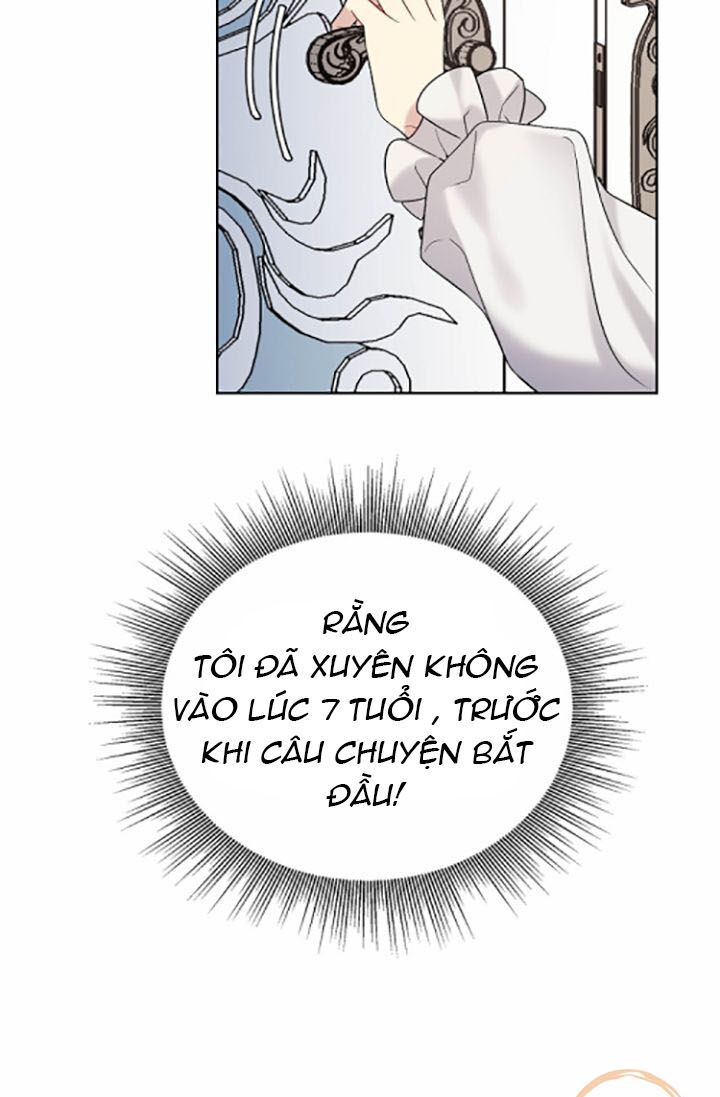 RẰNG
TÔI ĐÃ XUYÊN KHÔNG
VÀO LÚC 7 TUỔI , TRƯỚC
KHI CÂU CHUYỆN BẮT
ĐẦU!